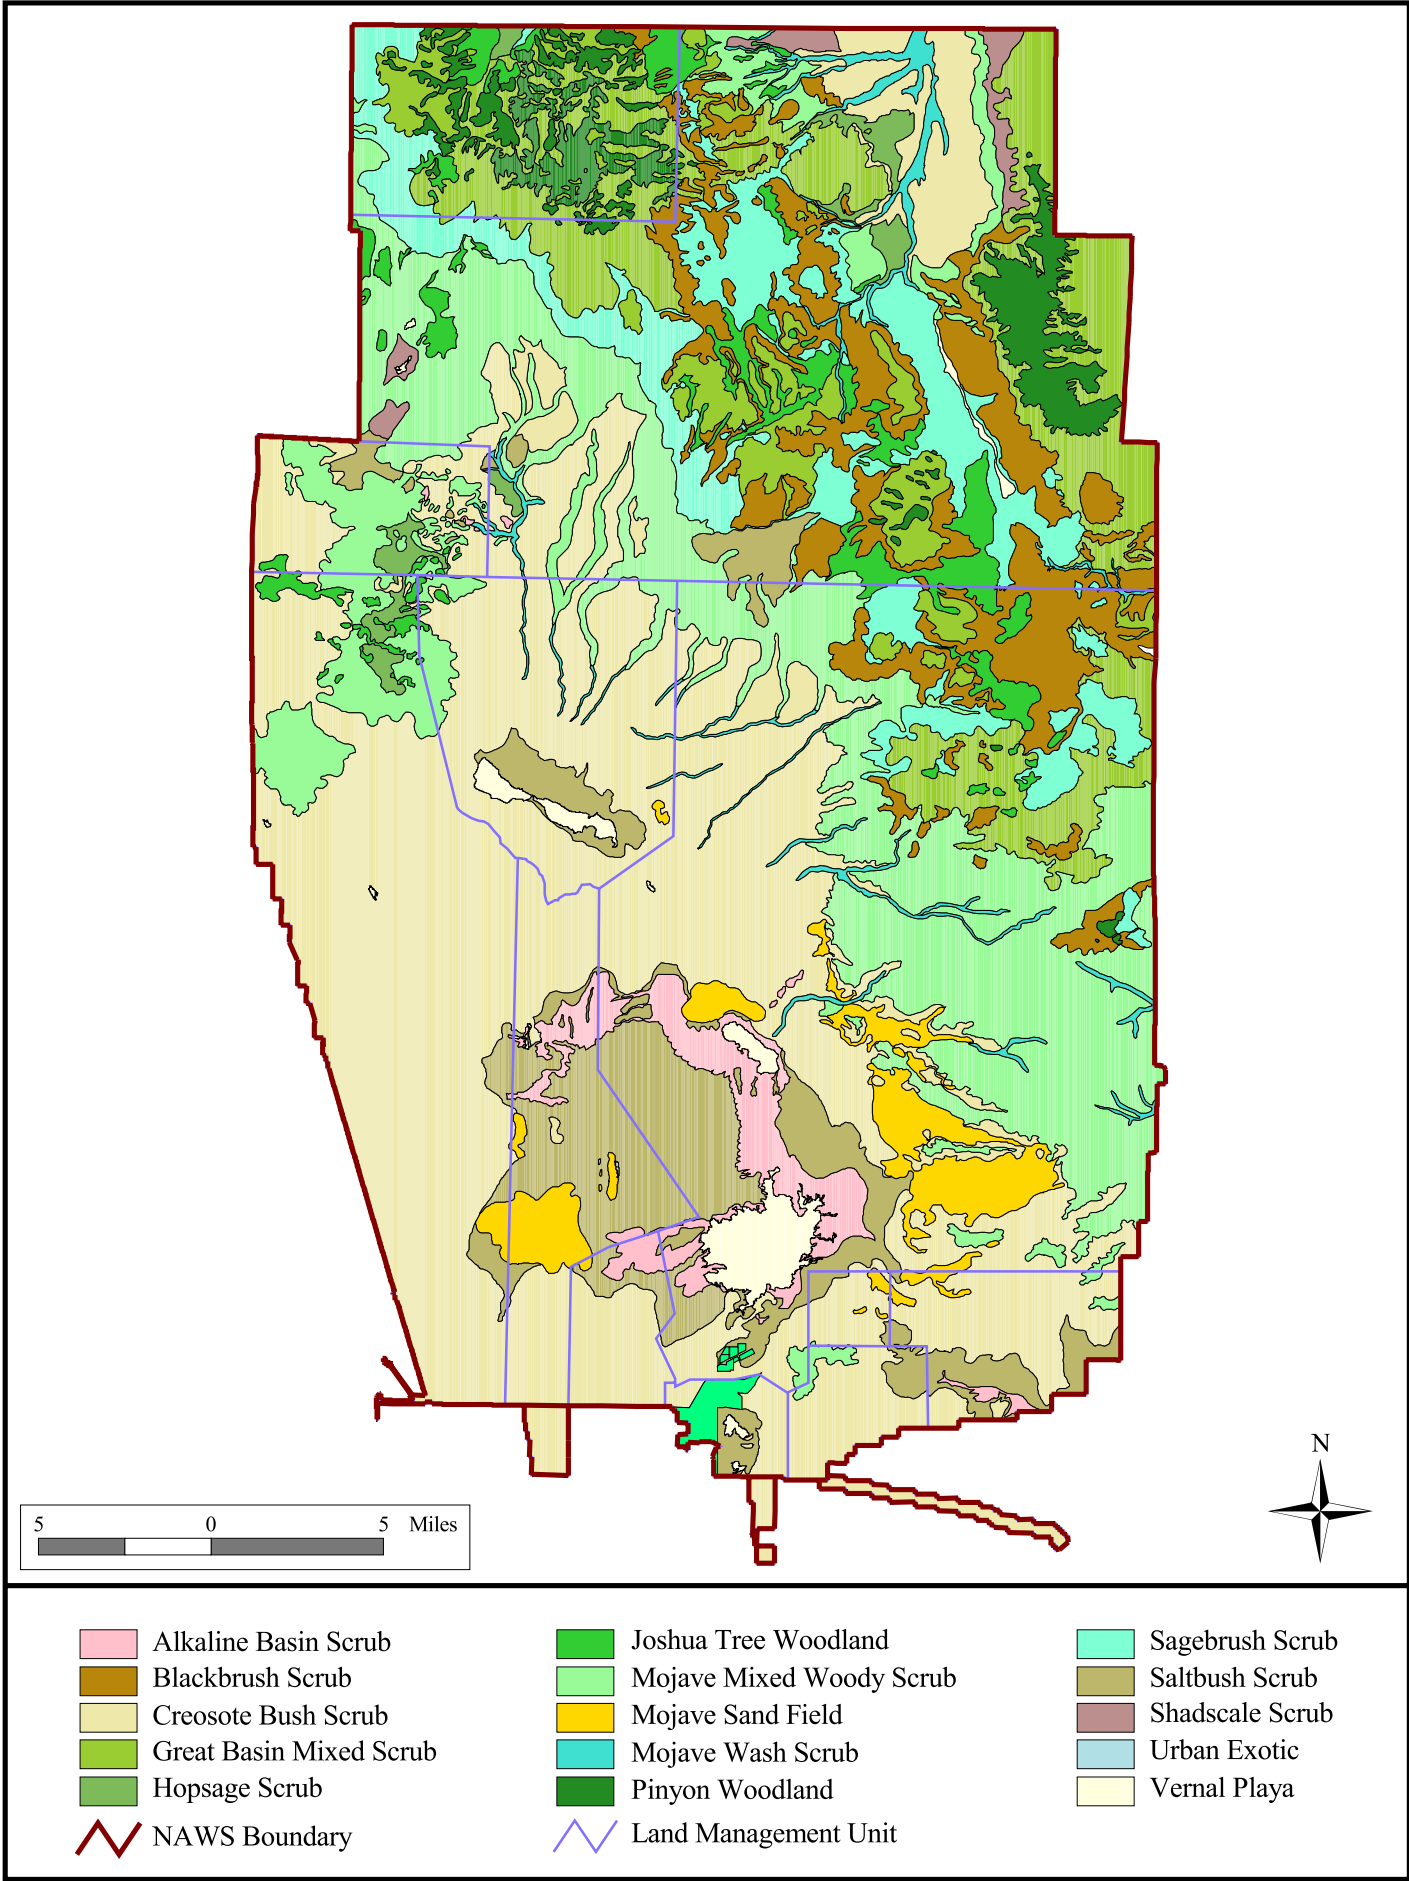 N
5 0 5 Miles
Alkaline Basin Scrub
Blackbrush Scrub
Creosote Bush Scrub
Great Basin Mixed Scrub
Hopsage Scrub
NAWS Boundary
Joshua Tree Woodland
Mojave Mixed Woody Scrub
Mojave Sand Field
Mojave Wash Scrub
Pinyon Woodland
Land Management Unit
Sagebrush Scrub
Saltbush Scrub
Shadscale Scrub
Urban Exotic
Vernal Playa